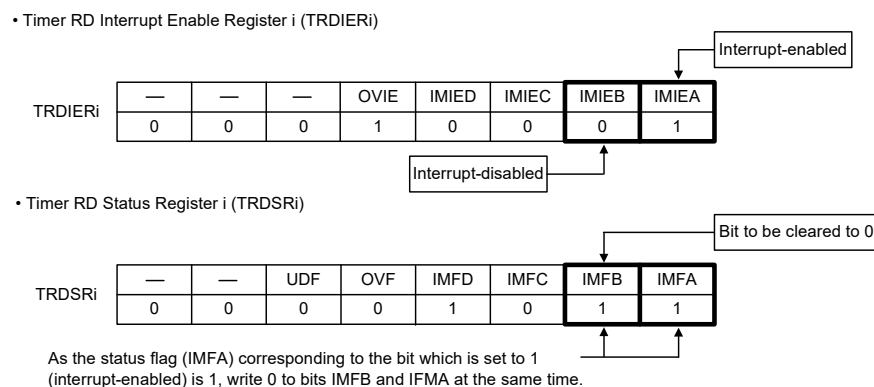 • Timer RD Interrupt Enable Register i (TRDIERi)
Interrupt-enabled
TRDIERi
— — — OVIE IMIED IMIEC IMIEB IMIEA
0 0 0 1 0 0 0 1
Interrupt-disabled
• Timer RD Status Register i (TRDSRi)
Bit to be cleared to 0
TRDSRi
— — UDF OVF IMFD IMFC IMFB IMFA
0 0 0 0 1 0 1 1
As the status flag (IMFA) corresponding to the bit which is set to 1
(interrupt-enabled) is 1, write 0 to bits IMFB and IFMA at the same time.